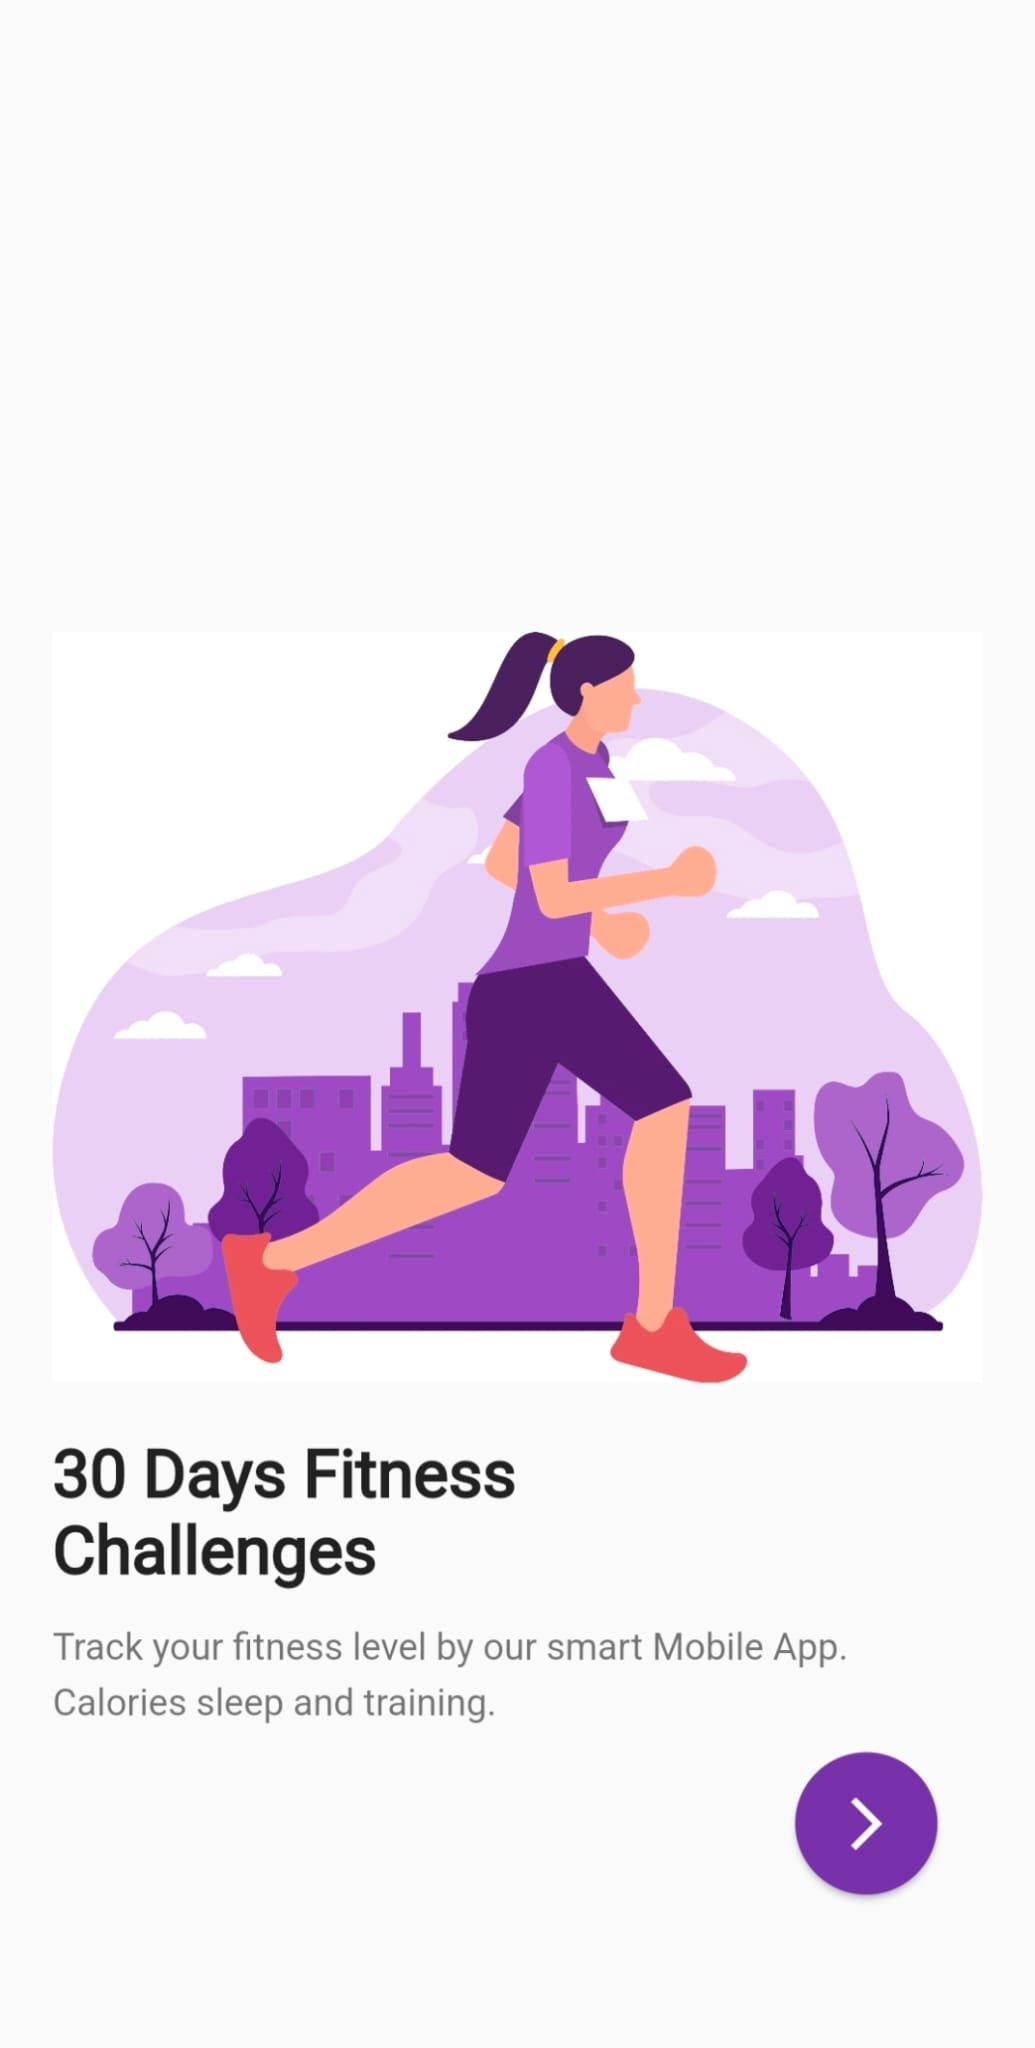 30 Days Fitness
Challenges
Track your fitness level by our smart Mobile App.
Calories sleep and training.